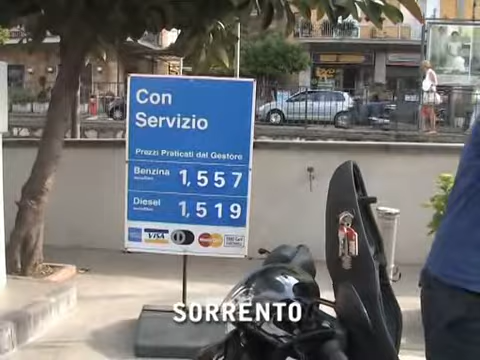 Con
Servizio
Prezzi Praticati dal Gestore
Benzina
1,557
Diesel
1,519
VISA
SORRENTO